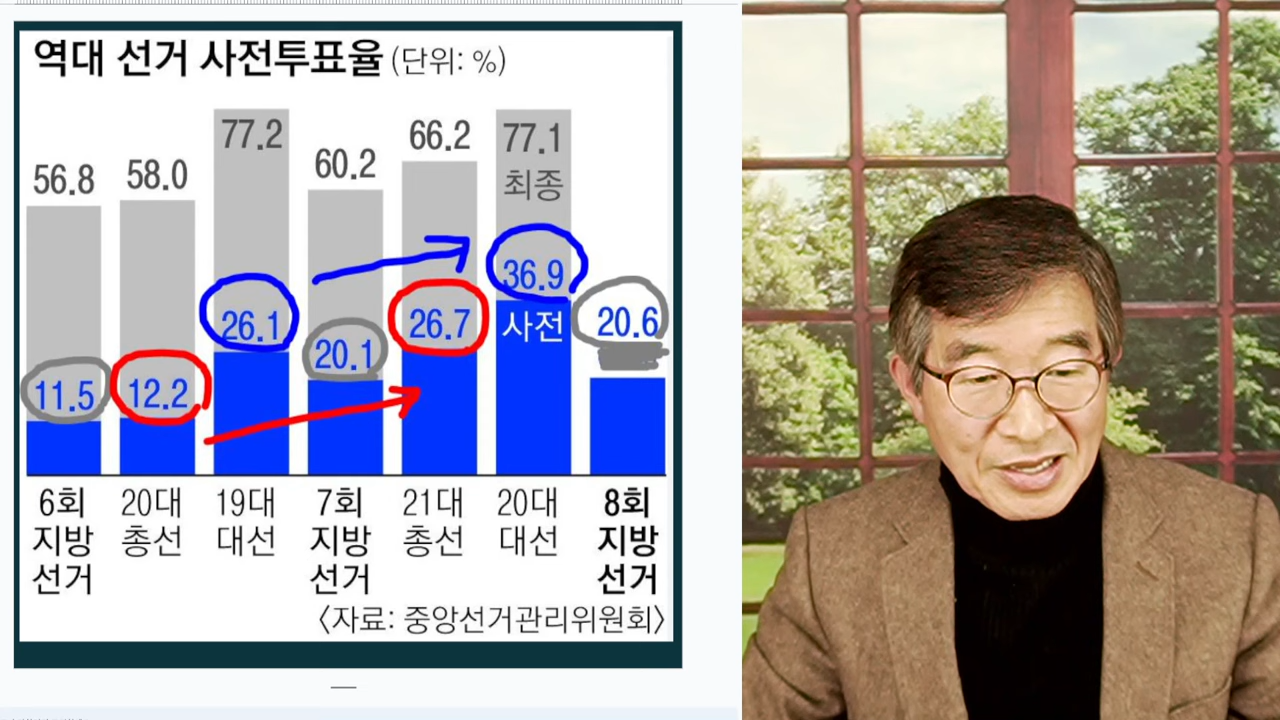 역대 선거 사전투표율 (단위: %)
56.8
58.0
77.2
60.2
66.2
77.1
최종
11.5
12.2
26.1
20.1
26.7
36.9
사전
20.6
6회
지방
선거
20대
총선
19대
대선
7회
지방
선거
21대
총선
20대
대선
8회
지방
선거
〈자료: 중앙선거관리위원회〉